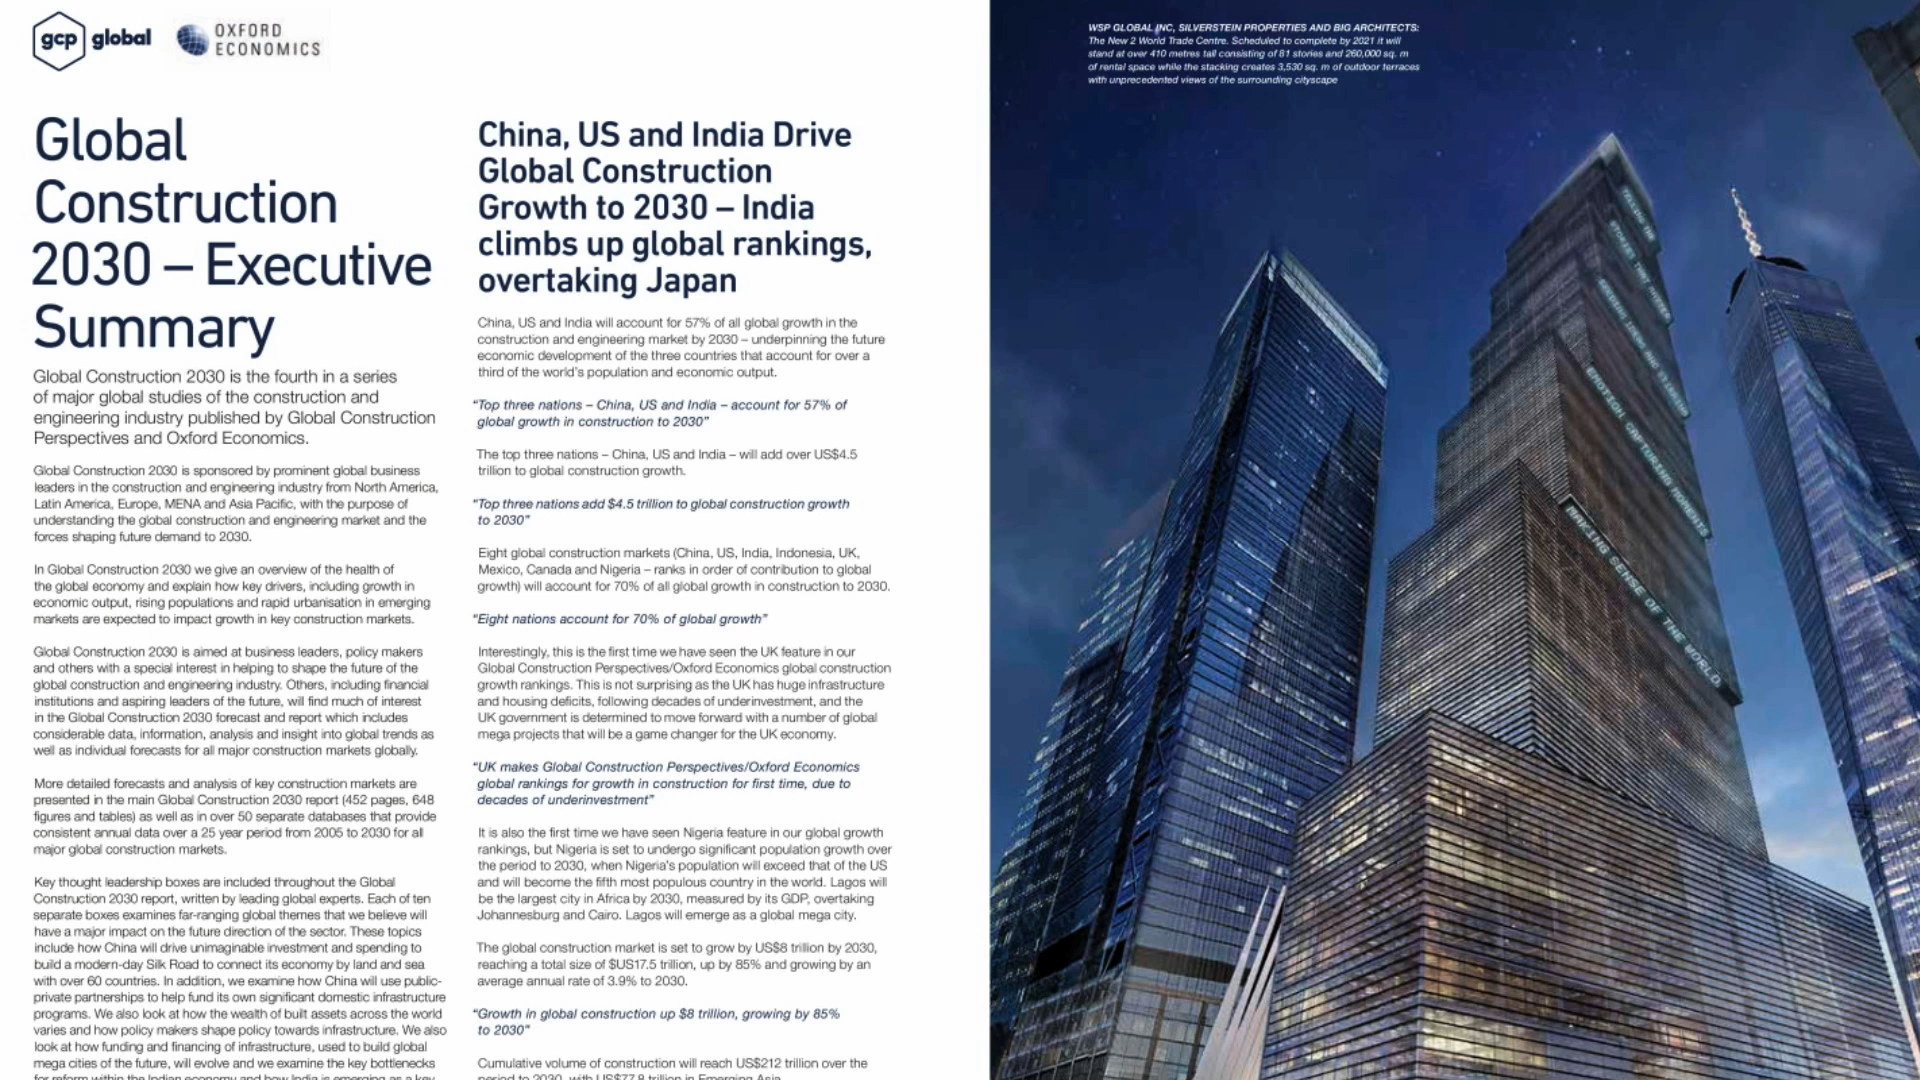 gcp global
OXFORD
ECONOMICS
Global
Construction
2030 – Executive
Summary
Global Construction 2030 is the fourth in a series
of major global studies of the construction and
engineering industry published by Global Construction
Perspectives and Oxford Economics.
Global Construction 2030 is sponsored by prominent global business
leaders in the construction and engineering industry from North America,
Latin America, Europe, MENA and Asia Pacific, with the purpose of
understanding the global construction and engineering market and the
forces shaping future demand to 2030.
In Global Construction 2030 we give an overview of the health of
the global economy and explain how key drivers, including growth in
economic output, rising populations and rapid urbanisation in emerging
markets are expected to impact growth in key construction markets.
Global Construction 2030 is aimed at business leaders, policy makers
and others with a special interest in helping to shape the future of the
global construction and engineering industry. Others, including financial
institutions and aspiring leaders of the future, will find much of interest
in the Global Construction 2030 forecast and report which includes
considerable data, information, analysis and insight into global trends as
well as individual forecasts for all major construction markets globally.
More detailed forecasts and analysis of key construction markets are
presented in the main Global Construction 2030 report (452 pages, 648
figures and tables) as well as in over 50 separate databases that provide
consistent annual data over a 25 year period from 2005 to 2030 for all
major global construction markets.
Key thought leadership boxes are included throughout the Global
Construction 2030 report, written by leading global experts. Each of ten
separate boxes examines far-ranging global themes that we believe will
have a major impact on the future direction of the sector. These topics
include how China will drive unimaginable investment and spending to
build a modern-day Silk Road to connect its economy by land and sea
with over 60 countries. In addition, we examine how China will use public-
private partnerships to help fund its own significant domestic infrastructure
programs. We also look at how the wealth of built assets across the world
varies and how policy makers shape policy towards infrastructure. We also
look at how funding and financing of infrastructure, used to build global
mega cities of the future, will evolve and we examine the key bottlenecks
for reform within the Indian economy and how India is emerging as a key
China, US and India Drive
Global Construction
Growth to 2030 – India
climbs up global rankings,
overtaking Japan
China, US and India will account for 57% of all global growth in the
construction and engineering market by 2030 – underpinning the future
economic development of the three countries that account for over a
third of the world's population and economic output.
“Top three nations – China, US and India – account for 57% of
global growth in construction to 2030”
The top three nations – China, US and India – will add over US$4.5
trillion to global construction growth.
“Top three nations add $4.5 trillion to global construction growth
to 2030”
Eight global construction markets (China, US, India, Indonesia, UK,
Mexico, Canada and Nigeria – ranks in order of contribution to global
growth) will account for 70% of all global growth in construction to 2030.
“Eight nations account for 70% of global growth”
Interestingly, this is the first time we have seen the UK feature in our
Global Construction Perspectives/Oxford Economics global construction
growth rankings. This is not surprising as the UK has huge infrastructure
and housing deficits, following decades of underinvestment, and the
UK government is determined to move forward with a number of global
mega projects that will be a game changer for the UK economy.
“UK makes Global Construction Perspectives/Oxford Economics
global rankings for growth in construction for first time, due to
decades of underinvestment”
It is also the first time we have seen Nigeria feature in our global growth
rankings, but Nigeria is set to undergo significant population growth over
the period to 2030, when Nigeria's population will exceed that of the US
and will become the fifth most populous country in the world. Lagos will
be the largest city in Africa by 2030, measured by its GDP, overtaking
Johannesburg and Cairo. Lagos will emerge as a global mega city.
The global construction market is set to grow by US$8 trillion by 2030,
reaching a total size of $US17.5 trillion, up by 85% and growing by an
average annual rate of 3.9% to 2030.
“Growth in global construction up $8 trillion, growing by 85%
to 2030”
Cumulative volume of construction will reach US$212 trillion over the
period to 2030, with US$77.8 trillion in Emerging Asia.
WSP GLOBAL INC, SILVERSTEIN PROPERTIES AND BIG ARCHITECTS:
The New 2 World Trade Centre. Scheduled to complete by 2021 it will
stand at over 410 metres tall consisting of 81 stories and 260,000 sq. m
of rental space while the stacking creates 3,530 sq. m of outdoor terraces
with unprecedented views of the surrounding cityscape
TELLING THE
STORIES THAT MATTER
EMOTION CAPTURING MOMENTS
MAKING SENSE OF THE WORLD